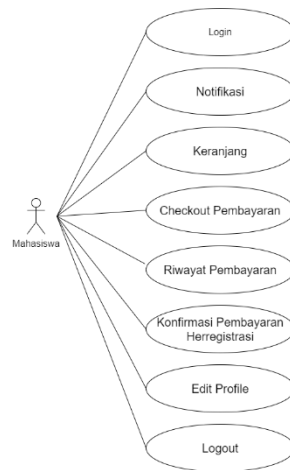 Login
Notifikasi
Keranjang
Checkout Pembayaran
Mahasiswa
Riwayat Pembayaran
Konfirmasi Pembayaran
Herregistrasi
Edit Profile
Logout